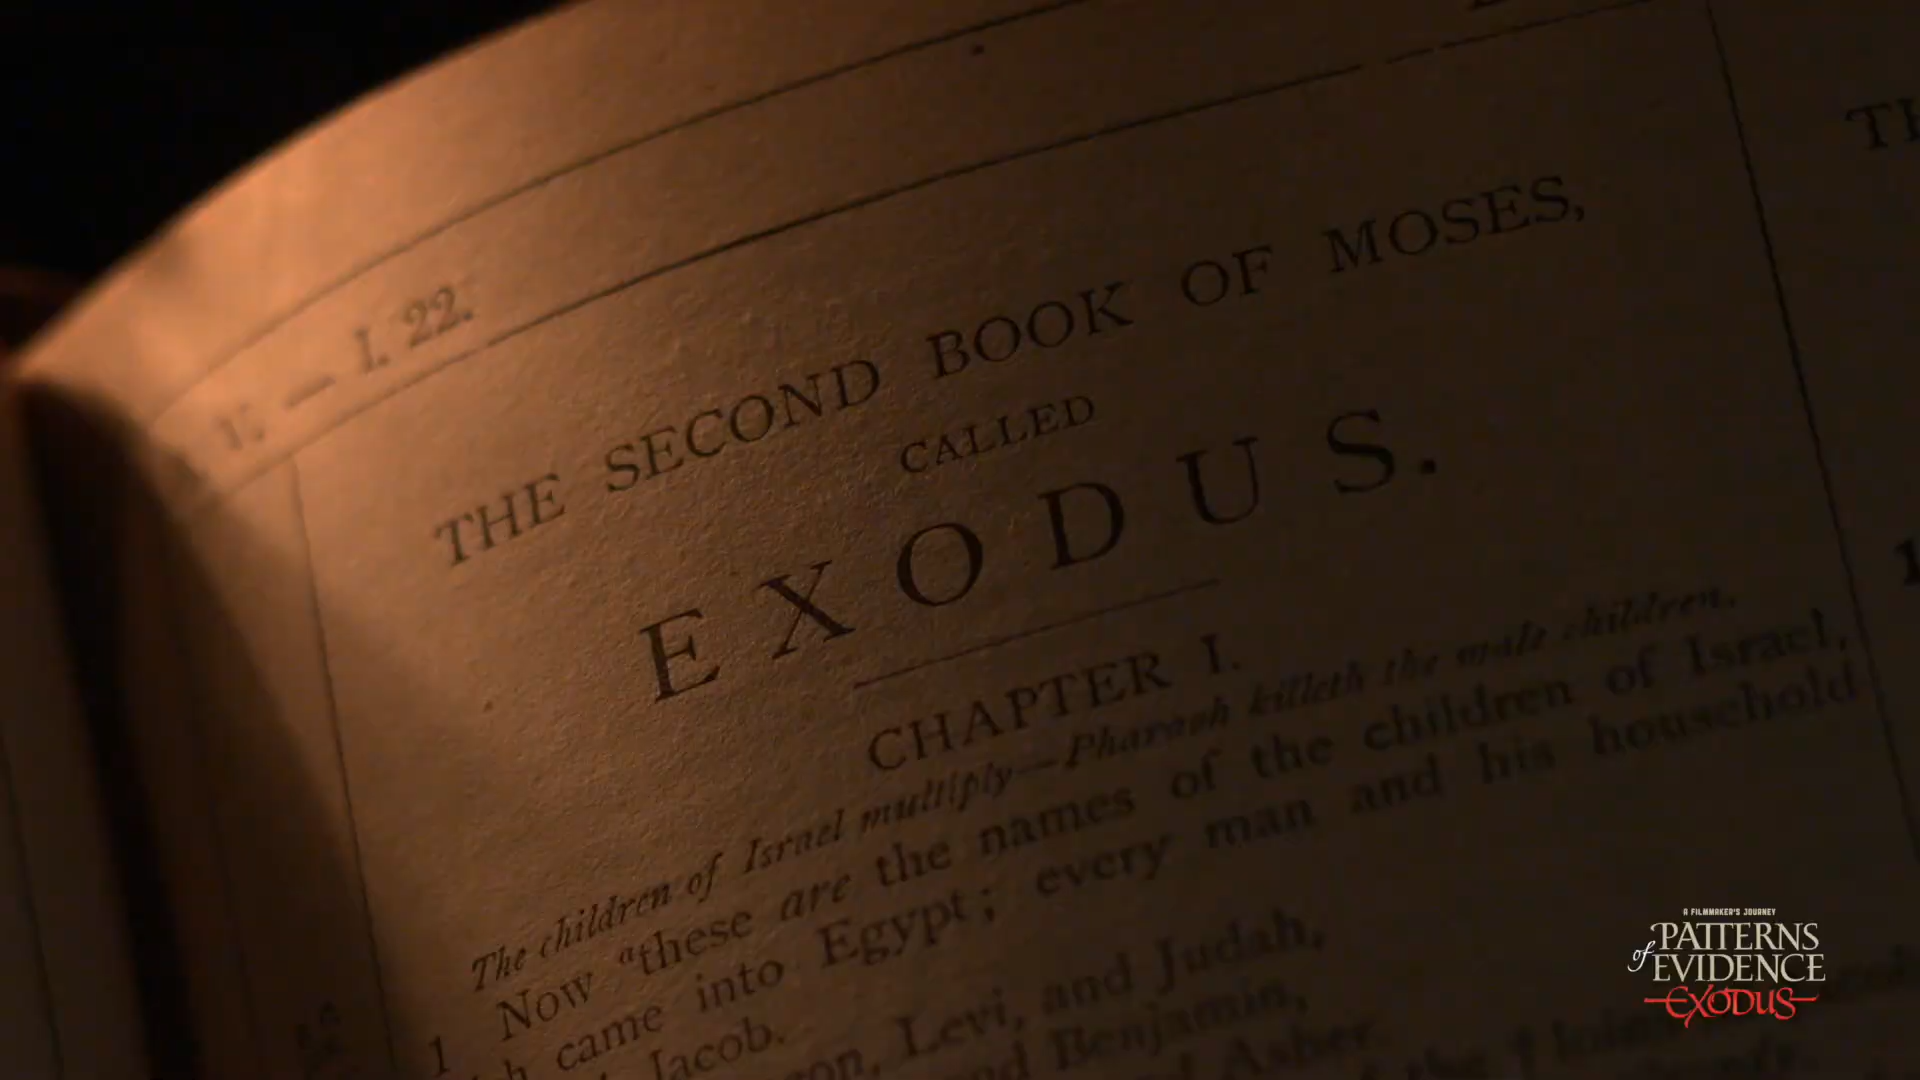 V. — I. 22.
THE SECOND BOOK OF MOSES,
CALLED
EXODUS.
CHAPTER I.
The children of Israel multiply—Pharaoh killeth the male children.
1 Now these are the names of the children of Israel,
came into Egypt; every man and his household
Jacob.
Levi, and Judah,
and Benjamin,
Asher.
A FILMMAKER'S JOURNEY
PATTERNS
of EVIDENCE
EXODUS